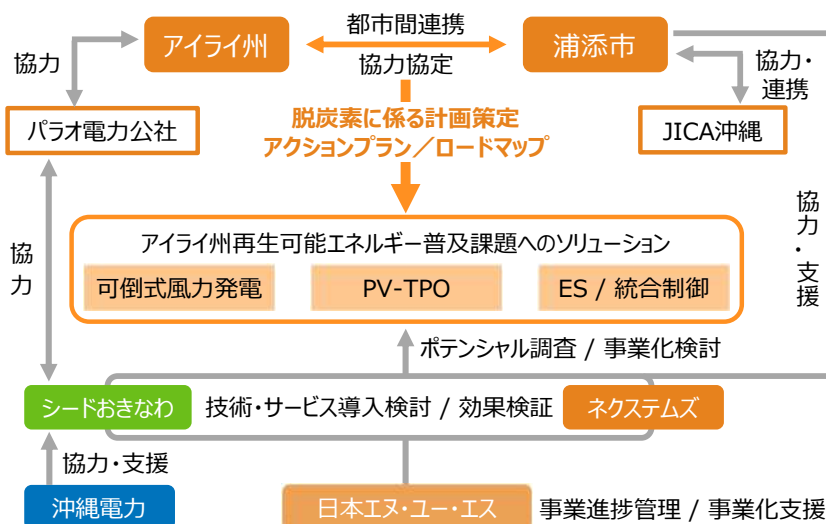 都市間連携
アイライ州
浦添市
協力
協力協定
協力・
連携
脱炭素に係る計画策定
アクションプラン／ロードマップ
パラオ電力公社
JICA沖縄
協力・支援
アイライ州再生可能エネルギー普及課題へのソリューション
協力
可倒式風力発電
PV-TPO
ES / 統合制御
ポテンシャル調査 / 事業化検討
シードおきなわ
技術・サービス導入検討 / 効果検証
ネクステムズ
協力・支援
沖縄電力
日本エヌ・ユー・エス
事業進捗管理 / 事業化支援